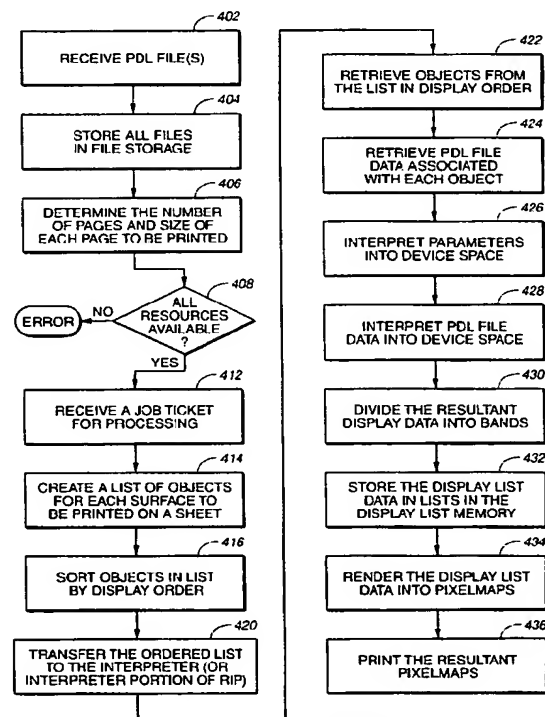 402
RECEIVE PDL FILE(S)
404
STORE ALL FILES
IN FILE STORAGE
406
DETERMINE THE NUMBER
OF PAGES AND SIZE OF
EACH PAGE TO BE PRINTED
408
ALL
RESOURCES
AVAILABLE
?
NO
ERROR
YES
412
RECEIVE A JOB TICKET
FOR PROCESSING
414
CREATE A LIST OF OBJECTS
FOR EACH SURFACE TO
BE PRINTED ON A SHEET
416
SORT OBJECTS IN LIST
BY DISPLAY ORDER
420
TRANSFER THE ORDERED LIST
TO THE INTERPRETER (OR
INTERPRETER PORTION OF RIP)
422
RETRIEVE OBJECTS FROM
THE LIST IN DISPLAY ORDER
424
RETRIEVE PDL FILE
DATA ASSOCIATED
WITH EACH OBJECT
426
INTERPRET PARAMETERS
INTO DEVICE SPACE
428
INTERPRET PDL FILE
DATA INTO DEVICE SPACE
430
DIVIDE THE RESULTANT
DISPLAY DATA INTO BANDS
432
STORE THE DISPLAY LIST
DATA IN LISTS IN THE
DISPLAY LIST MEMORY
434
RENDER THE DISPLAY LIST
DATA INTO PIXELMAPS
436
PRINT THE RESULTANT
PIXELMAPS